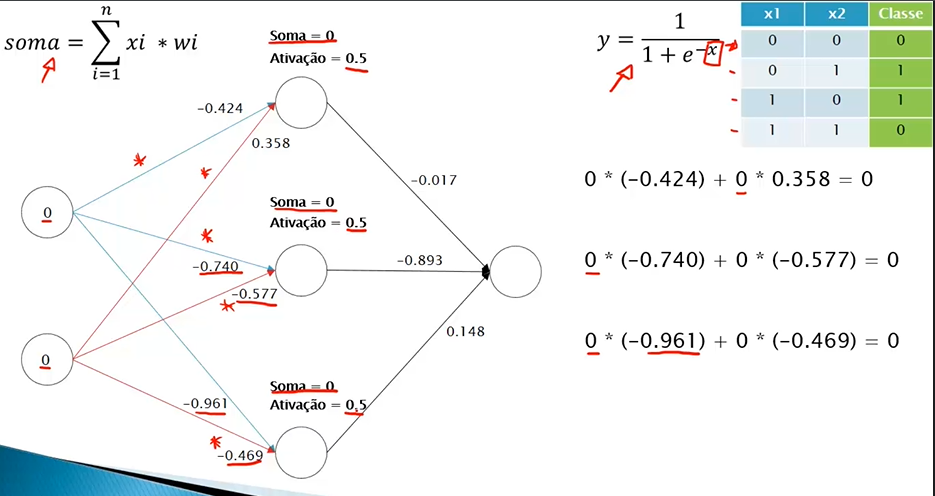 soma = ∑ xi * wi
n
i=1
y = 1 / (1 + e^-x)
x1 x2 Classe
0 0 0
0 1 1
1 0 1
1 1 0
Soma = 0
Ativação = 0.5
-0.424
0.358
-0.017
0 * (-0.424) + 0 * 0.358 = 0
0
Soma = 0
Ativação = 0.5
-0.740
-0.577
-0.893
0 * (-0.740) + 0 * (-0.577) = 0
0
0.148
0 * (-0.961) + 0 * (-0.469) = 0
Soma = 0
Ativação = 0.5
-0.961
-0.469